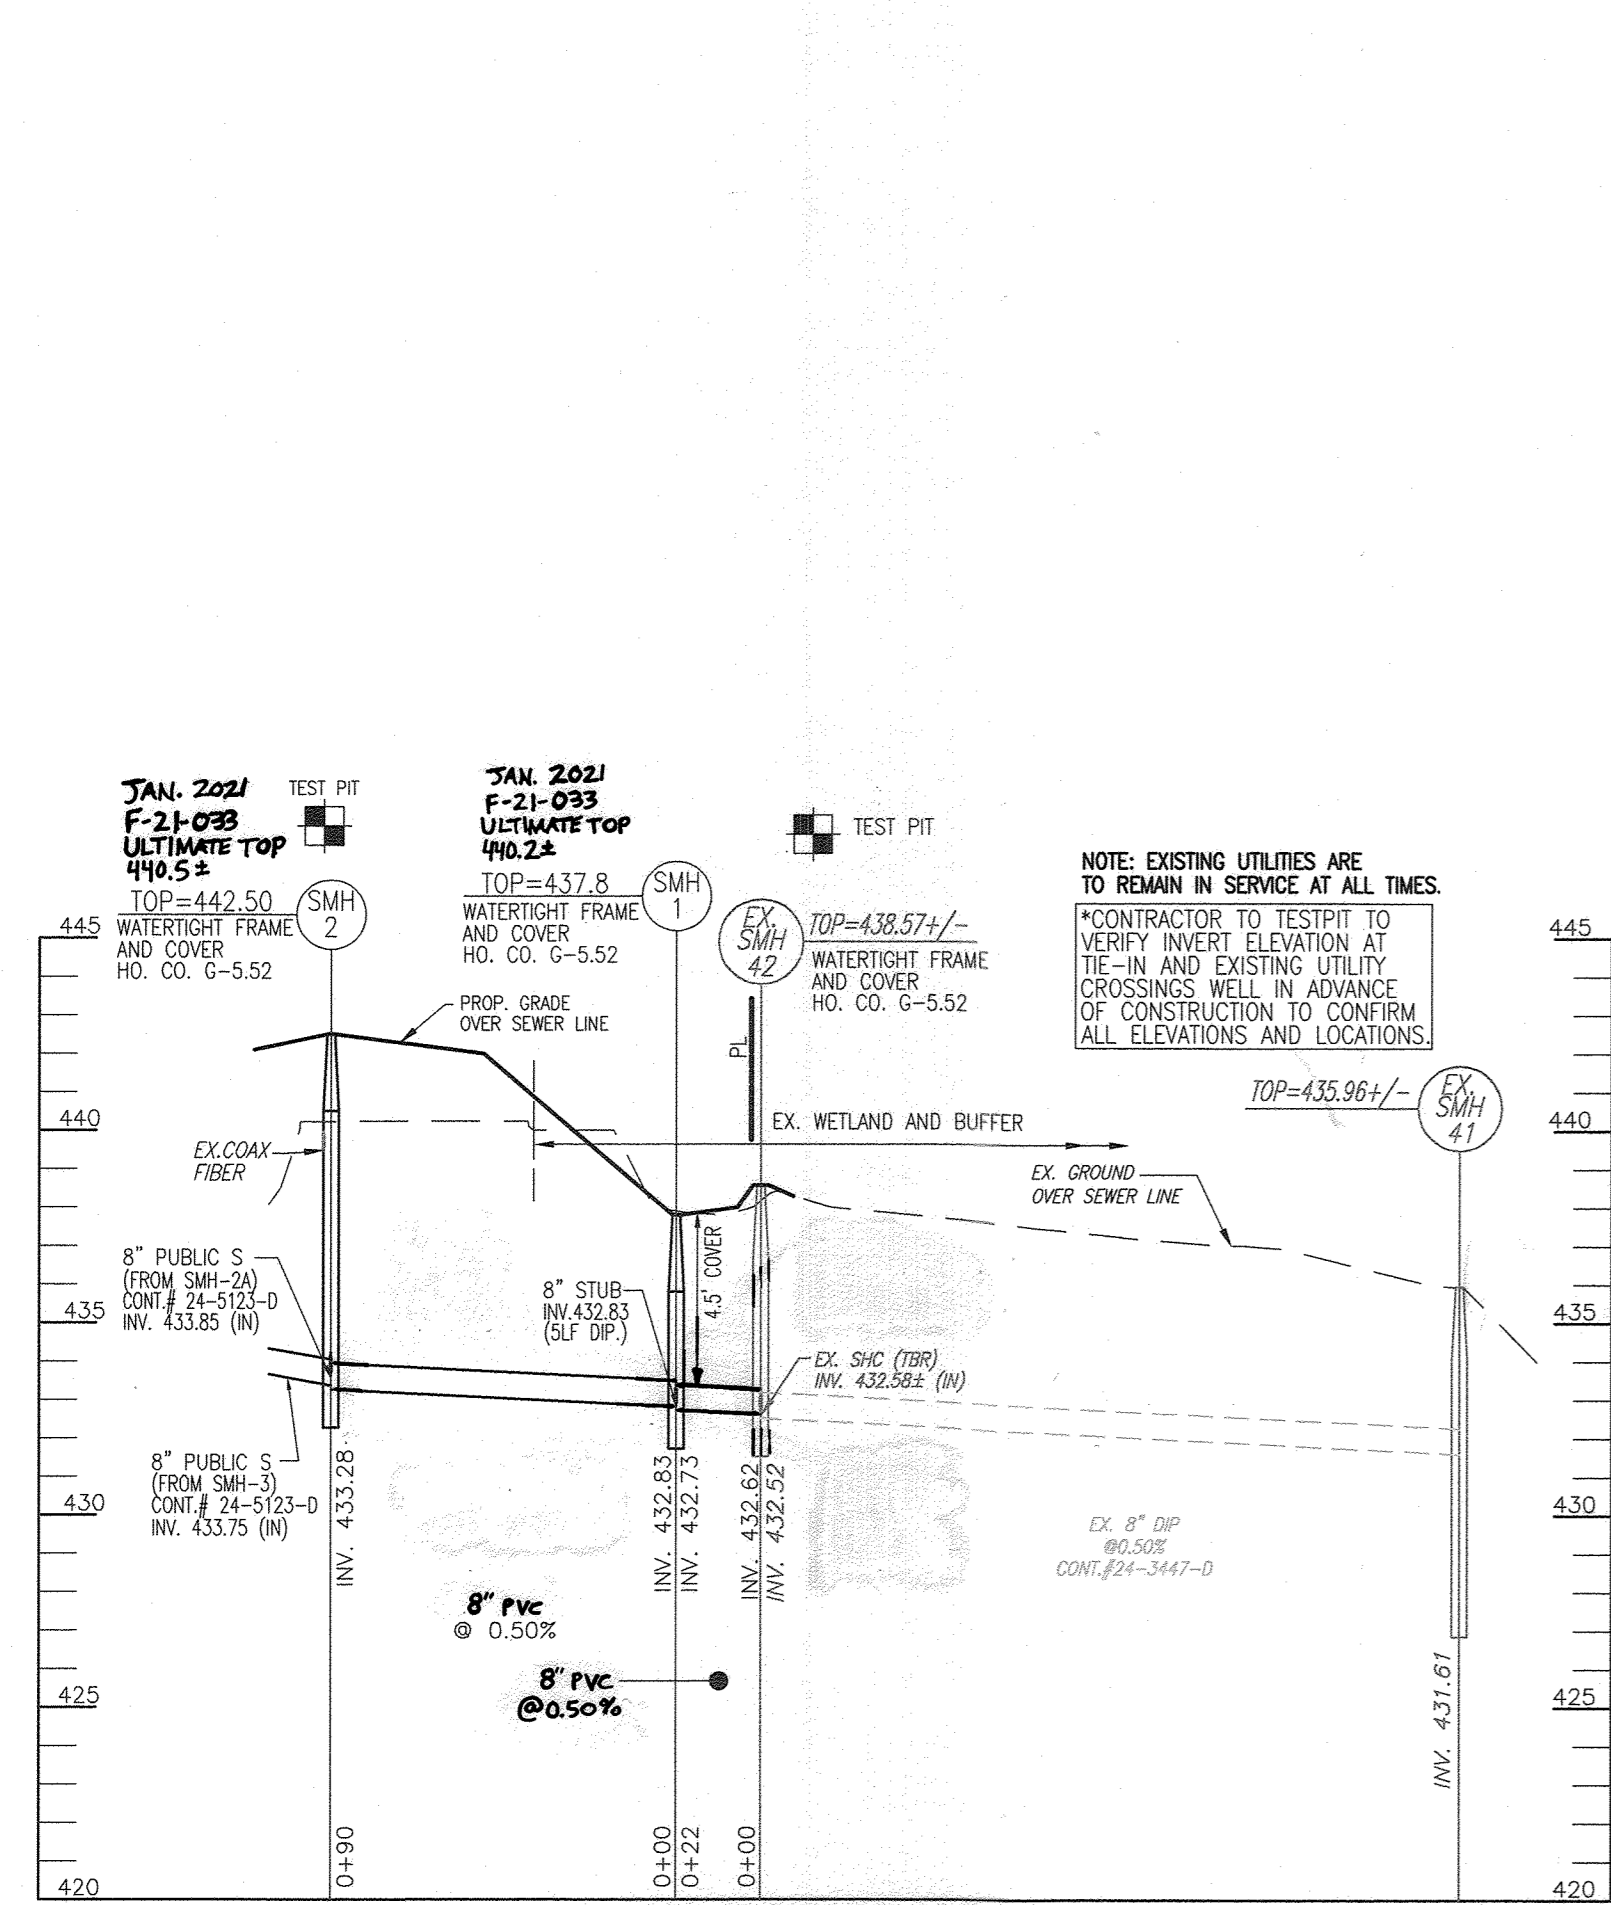 JAN. 2021
F-21-033
ULTIMATE TOP
440.5±
TEST PIT
TOP=442.50
SMH
2
WATERTIGHT FRAME
AND COVER
HO. CO. G-5.52
JAN. 2021
F-21-033
ULTIMATE TOP
440.2±
TOP=437.8
SMH
1
WATERTIGHT FRAME
AND COVER
HO. CO. G-5.52
TEST PIT
EX.
SMH
42
TOP=438.57+/-
WATERTIGHT FRAME
AND COVER
HO. CO. G-5.52
NOTE: EXISTING UTILITIES ARE
TO REMAIN IN SERVICE AT ALL TIMES.
*CONTRACTOR TO TESTPIT TO
VERIFY INVERT ELEVATION AT
TIE-IN AND EXISTING UTILITY
CROSSINGS WELL IN ADVANCE
OF CONSTRUCTION TO CONFIRM
ALL ELEVATIONS AND LOCATIONS.
TOP=435.96+/-
EX.
SMH
41
445
440
435
430
425
420
445
440
435
430
425
420
PROP. GRADE
OVER SEWER LINE
PL
EX. WETLAND AND BUFFER
EX.COAX
FIBER
EX. GROUND
OVER SEWER LINE
8" PUBLIC S
(FROM SMH-2A)
CONT.# 24-5123-D
INV. 433.85 (IN)
8" STUB
INV.432.83
(5LF DIP.)
4.5' COVER
EX. SHC (TBR)
INV. 432.58± (IN)
8" PUBLIC S
(FROM SMH-3)
CONT.# 24-5123-D
INV. 433.75 (IN)
INV. 433.28
INV. 432.83
INV. 432.73
INV. 432.62
INV. 432.52
EX. 8" DIP
@0.50%
CONT.#24-3447-D
8" PVC
@ 0.50%
8" PVC
@0.50%
INV. 431.61
0+90
0+00
0+22
0+00